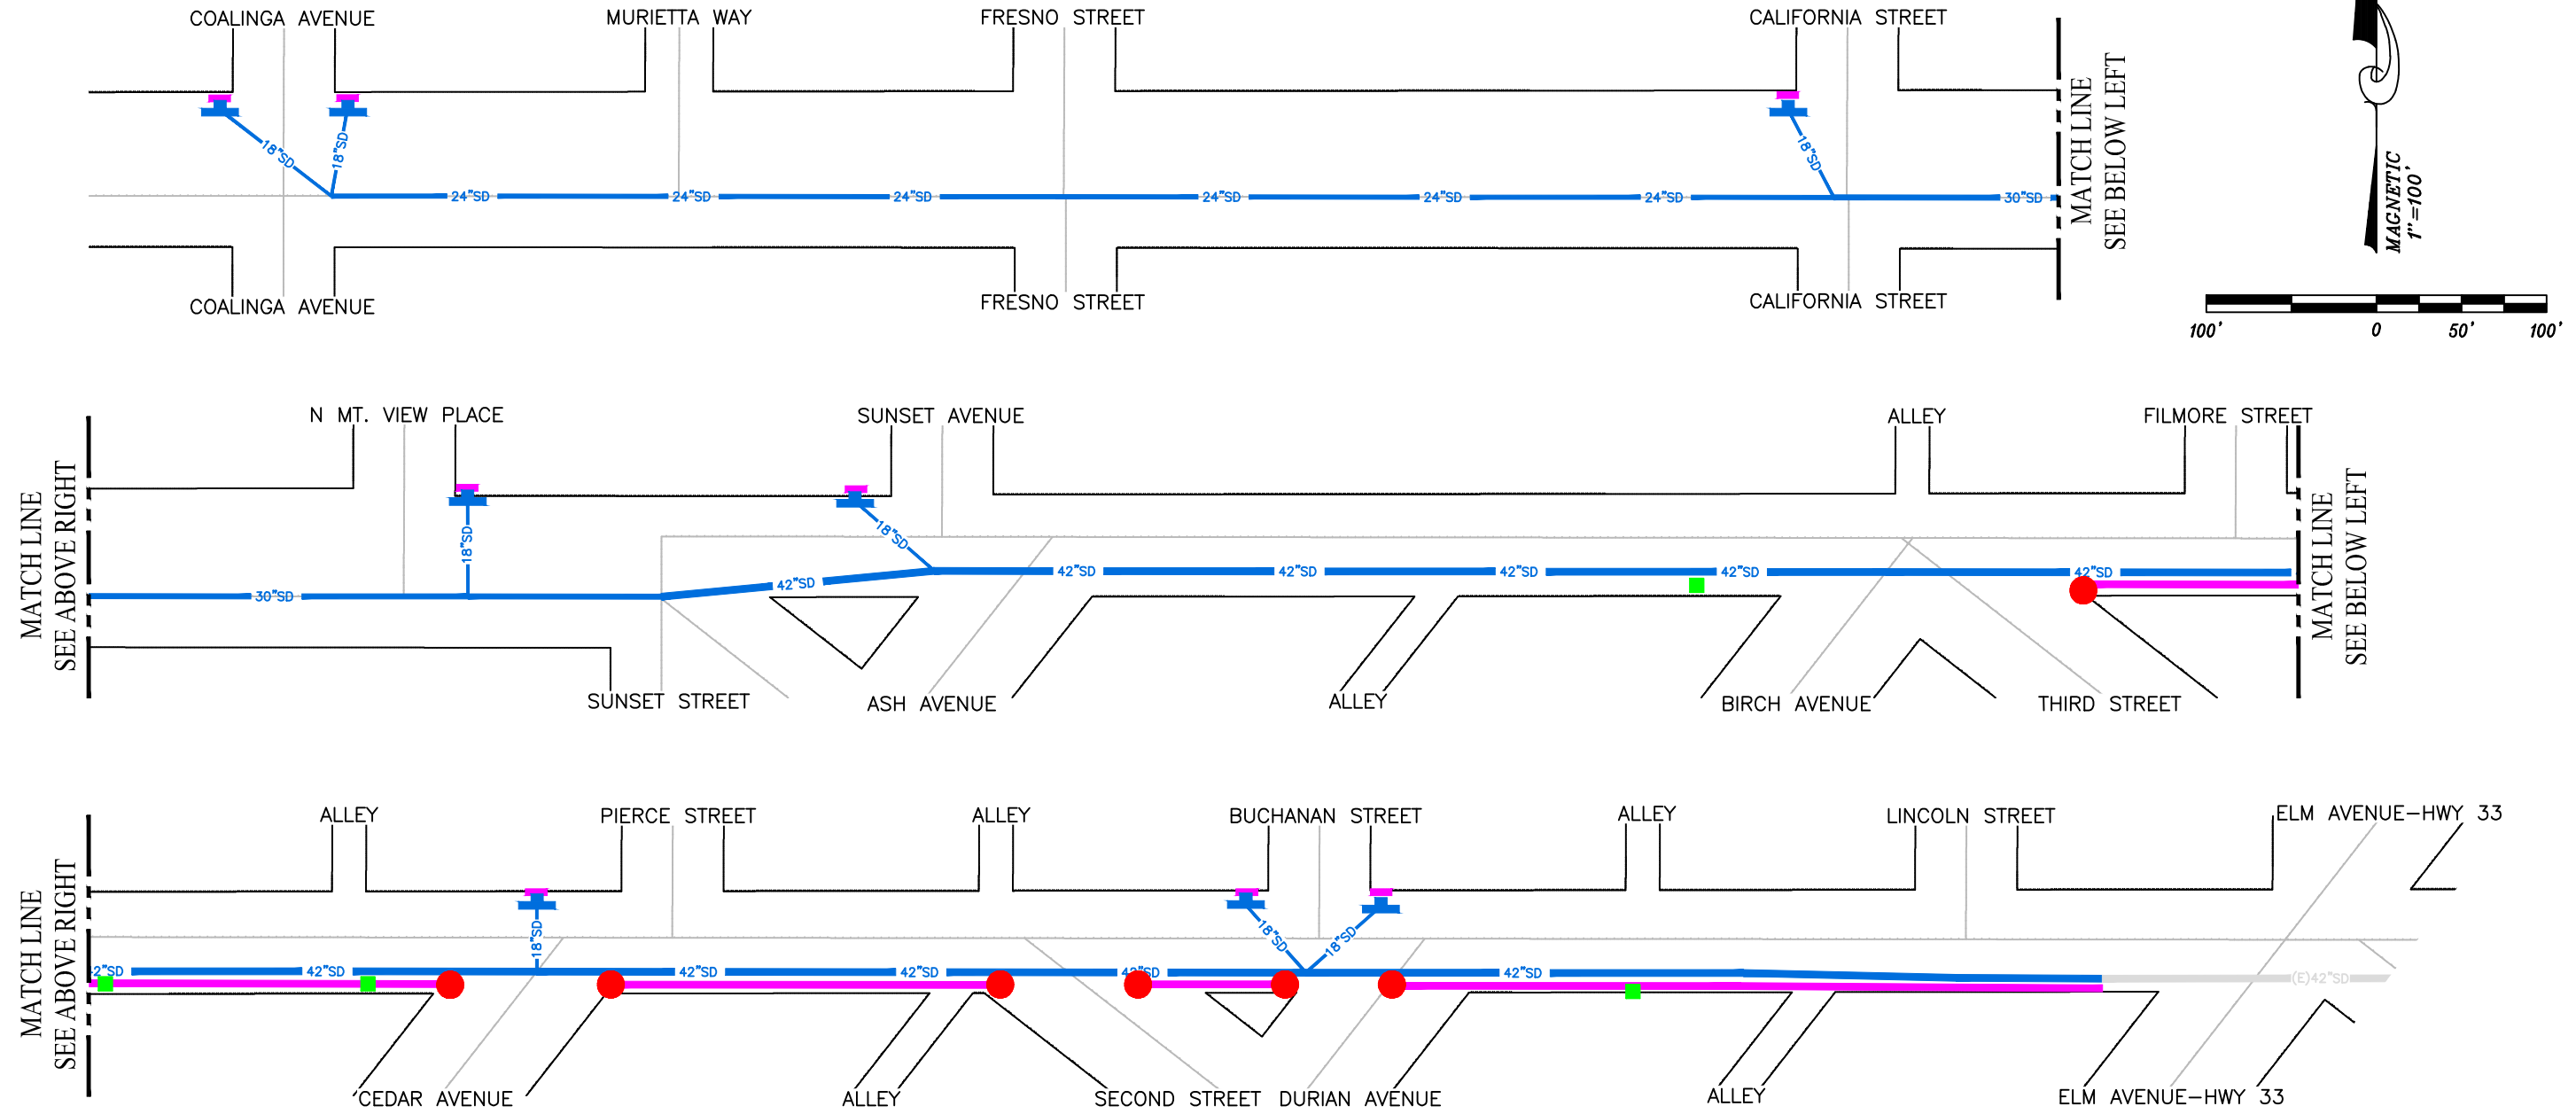 COALINGA AVENUE
MURIETTA WAY
FRESNO STREET
CALIFORNIA STREET
18"SD
18"SD
18"SD
24"SD
24"SD
24"SD
24"SD
24"SD
24"SD
30"SD
MATCH LINE
SEE BELOW LEFT
MAGNETIC
1"=100'
COALINGA AVENUE
FRESNO STREET
CALIFORNIA STREET
100'
0
50'
100'
N MT. VIEW PLACE
SUNSET AVENUE
ALLEY
FILMORE STREET
MATCH LINE
SEE ABOVE RIGHT
18"SD
18"SD
30"SD
42"SD
42"SD
42"SD
42"SD
42"SD
42"SD
MATCH LINE
SEE BELOW LEFT
SUNSET STREET
ASH AVENUE
ALLEY
BIRCH AVENUE
THIRD STREET
ALLEY
PIERCE STREET
ALLEY
BUCHANAN STREET
ALLEY
LINCOLN STREET
ELM AVENUE-HWY 33
MATCH LINE
SEE ABOVE RIGHT
18"SD
18"SD
18"SD
2"SD
42"SD
42"SD
42"SD
42"SD
42"SD
(E)42"SD
CEDAR AVENUE
ALLEY
SECOND STREET
DURIAN AVENUE
ALLEY
ELM AVENUE-HWY 33